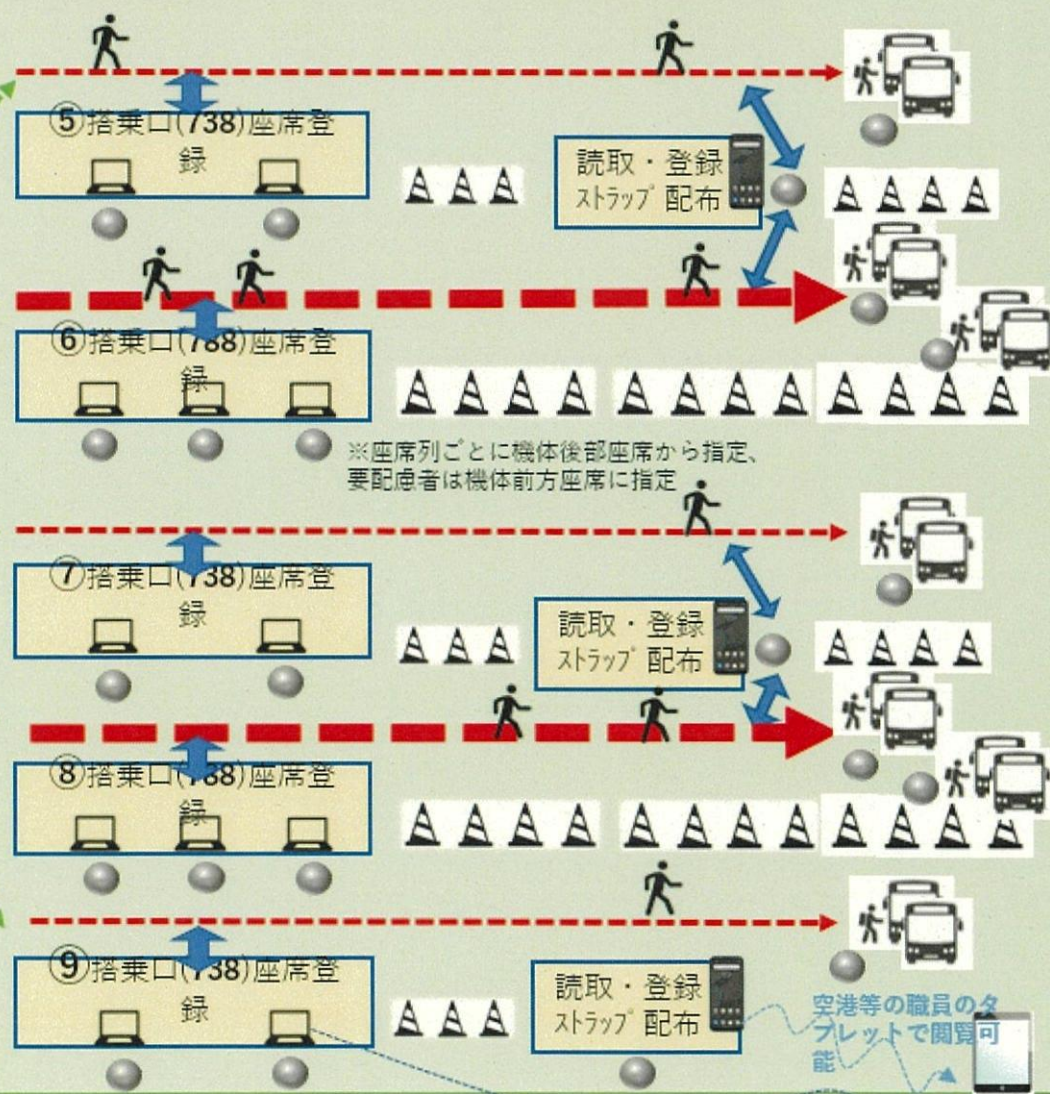 ⑤搭乗口(738)座席登
録
読取・登録
ｽﾄﾗｯﾌﾟ 配布
⑥搭乗口(788)座席登
録
※座席列ごとに機体後部座席から指定、
要配慮者は機体前方座席に指定
⑦搭乗口(738)座席登
録
読取・登録
ｽﾄﾗｯﾌﾟ 配布
⑧搭乗口(788)座席登
録
⑨搭乗口(738)座席登
録
読取・登録
ｽﾄﾗｯﾌﾟ 配布
空港等の職員のタ
ブレットで閲覧可
能